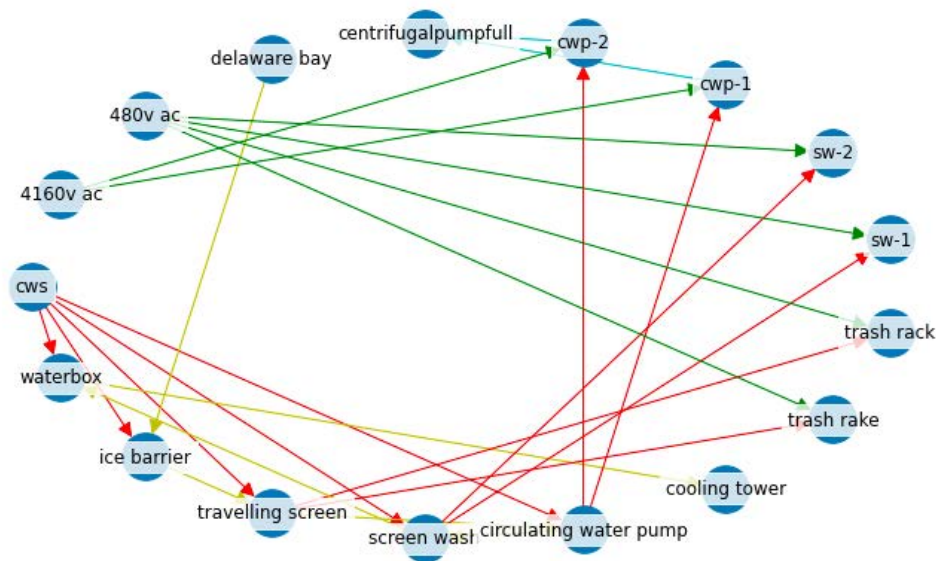 centrifugalpumpfull
cwp-2
delaware bay
cwp-1
480v ac
sw-2
4160v ac
sw-1
cws
trash rack
waterbox
trash rake
ice barrier
cooling tower
travelling screen
screen wash
circulating water pump